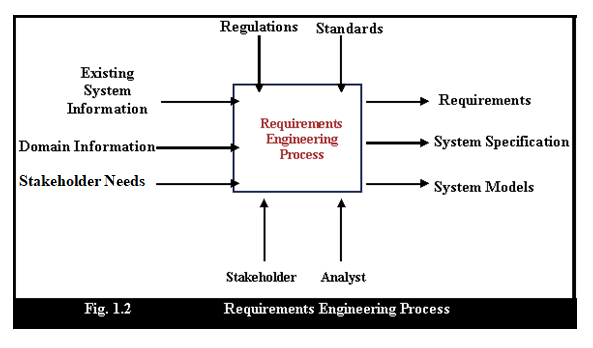 Regulations Standards
Existing
System
Information
Requirements
Requirements
Engineering
Process
Domain Information
System Specification
Stakeholder Needs
System Models
Stakeholder Analyst
Fig. 1.2 Requirements Engineering Process